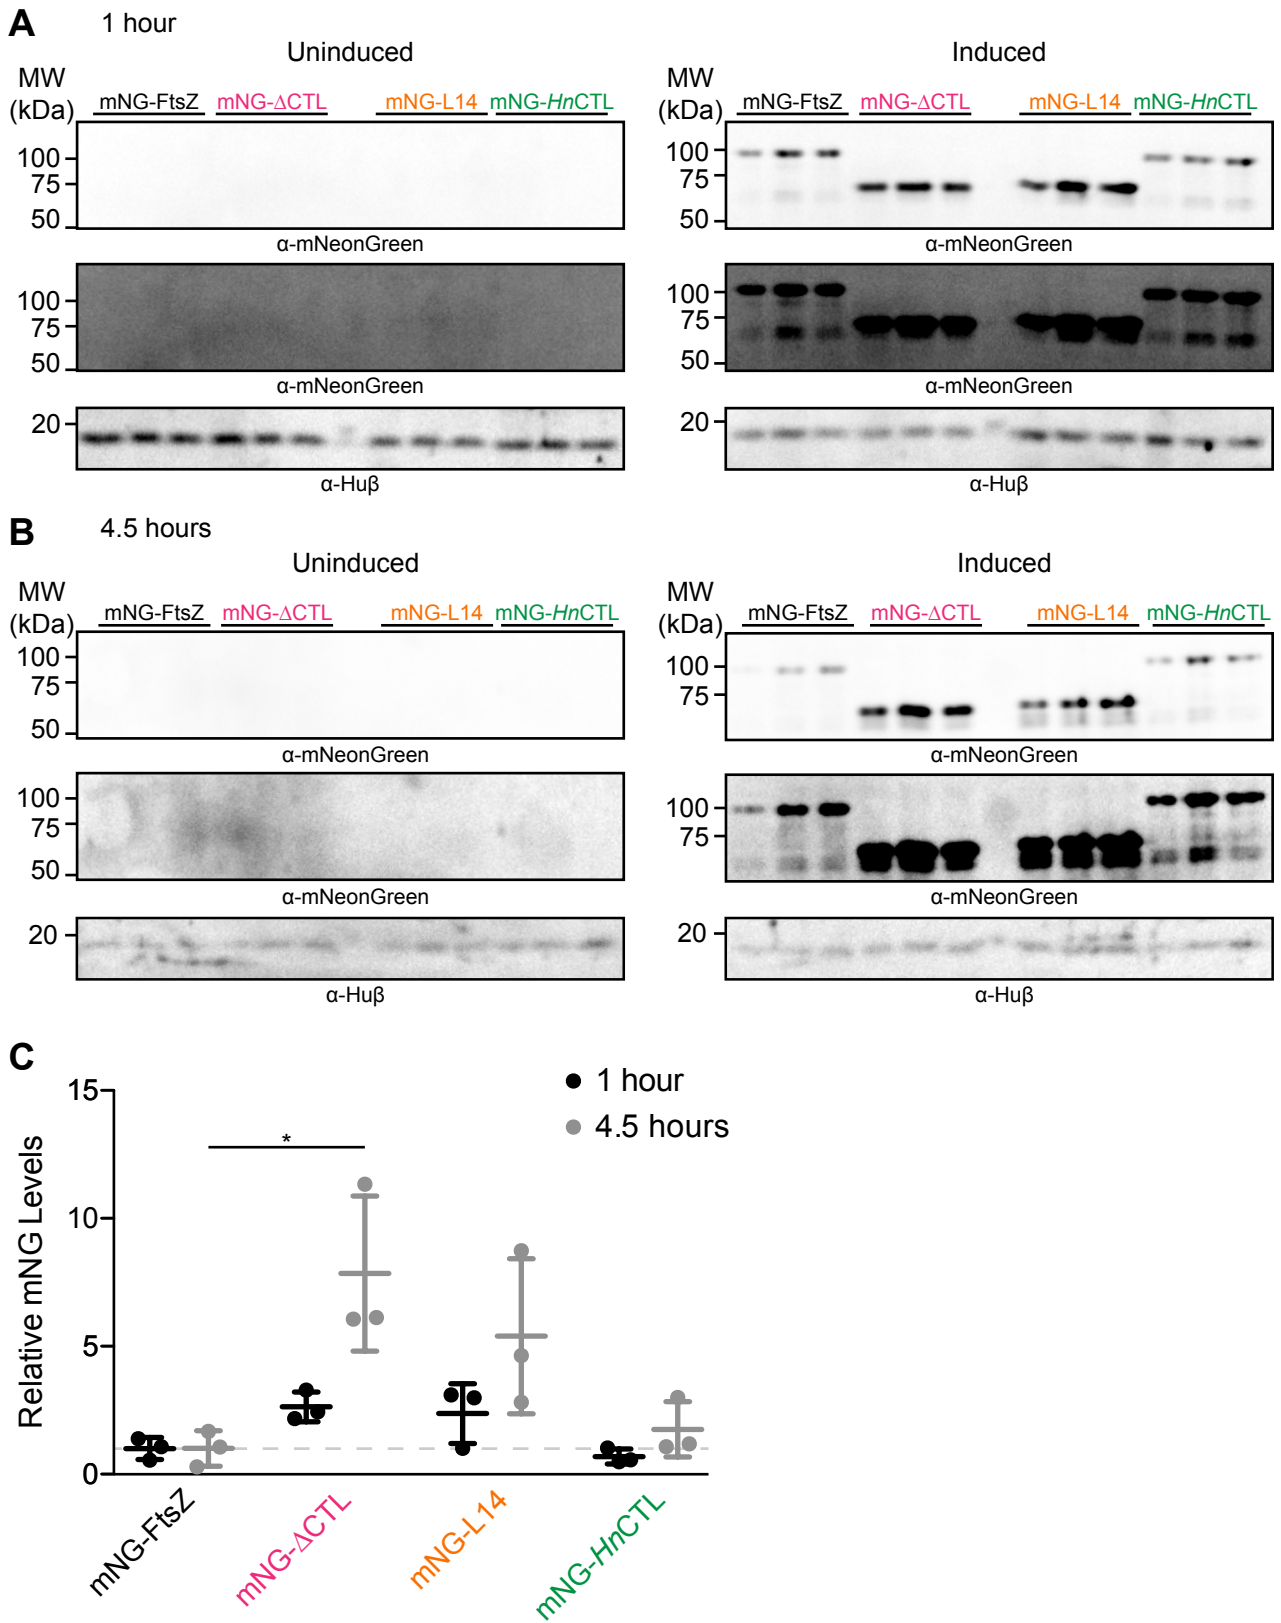 A 1 hour
Uninduced
Induced
MW
(kDa)
mNG-FtsZ mNG-ΔCTL mNG-L14 mNG-HnCTL
mNG-FtsZ mNG-ΔCTL mNG-L14 mNG-HnCTL
100
75
50
α-mNeonGreen
100
75
50
α-mNeonGreen
100
75
50
α-mNeonGreen
100
75
50
α-mNeonGreen
20
α-Huβ
20
α-Huβ
B 4.5 hours
Uninduced
Induced
MW
(kDa)
mNG-FtsZ mNG-ΔCTL mNG-L14 mNG-HnCTL
MW
(kDa)
mNG-FtsZ mNG-ΔCTL mNG-L14 mNG-HnCTL
100
75
50
α-mNeonGreen
100
75
α-mNeonGreen
100
75
50
α-mNeonGreen
100
75
α-mNeonGreen
20
α-Huβ
20
α-Huβ
C
1 hour
4.5 hours
Relative mNG Levels
15
10
5
0
*
mNG-FtsZ
mNG-ΔCTL
mNG-L14
mNG-HnCTL